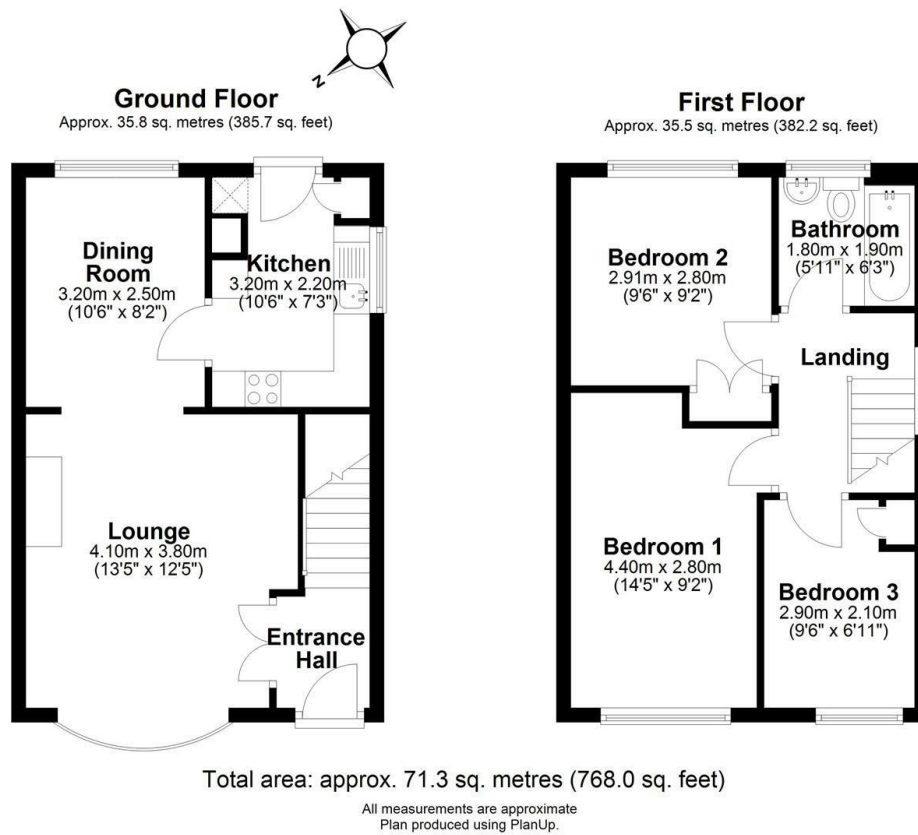 N
Ground Floor
Approx. 35.8 sq. metres (385.7 sq. feet)
Dining
Room
3.20m x 2.50m
(10'6" x 8'2")
Kitchen
3.20m x 2.20m
(10'6" x 7'3")
Lounge
4.10m x 3.80m
(13'5" x 12'5")
Entrance
Hall
First Floor
Approx. 35.5 sq. metres (382.2 sq. feet)
Bedroom 2
2.91m x 2.80m
(9'6" x 9'2")
Bathroom
1.80m x 1.90m
(5'11" x 6'3")
Landing
Bedroom 1
4.40m x 2.80m
(14'5" x 9'2")
Bedroom 3
2.90m x 2.10m
(9'6" x 6'11")
Total area: approx. 71.3 sq. metres (768.0 sq. feet)
All measurements are approximate
Plan produced using PlanUp.